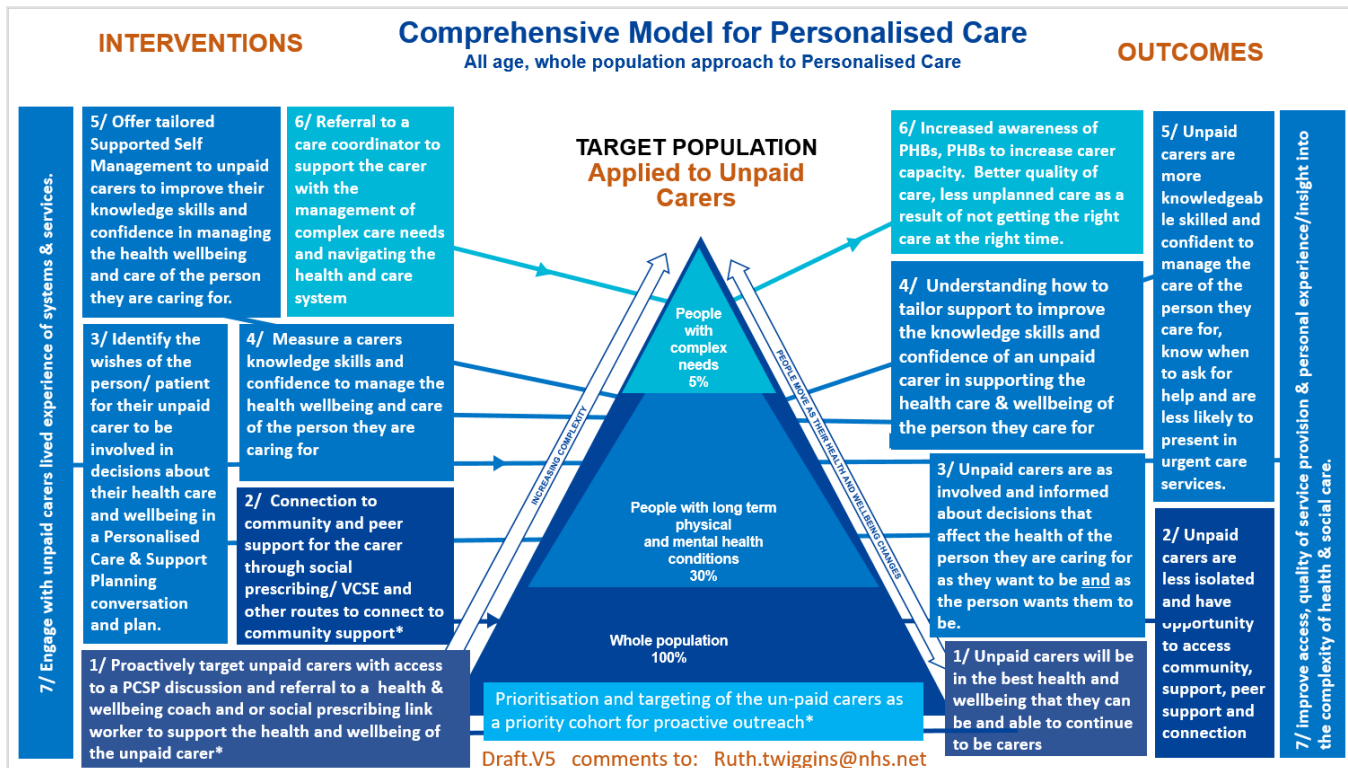 INTERVENTIONS
Comprehensive Model for Personalised Care
All age, whole population approach to Personalised Care
OUTCOMES
7/ Engage with unpaid carers lived experience of systems & services.
5/ Offer tailored
Supported Self
Management to unpaid
carers to improve their
knowledge skills and
confidence in managing
the health wellbeing
and care of the person
they are caring for.
6/ Referral to a
care coordinator to
support the carer
with the
management of
complex care needs
and navigating the
health and care
system
3/ Identify the
wishes of the
person/ patient
for their unpaid
carer to be
involved in
decisions about
their health care
and wellbeing in
a Personalised
Care & Support
Planning
conversation
and plan.
4/ Measure a carers
knowledge skills and
confidence to manage the
health wellbeing and care
of the person they are
caring for
2/ Connection to
community and peer
support for the carer
through social
prescribing/ VCSE and
other routes to connect to
community support*
1/ Proactively target unpaid carers with access
to a PCSP discussion and referral to a health &
wellbeing coach and or social prescribing link
worker to support the health and wellbeing of
the unpaid carer*
TARGET POPULATION
Applied to Unpaid
Carers
INCREASING COMPLEXITY
People
with
complex
needs
5%
PEOPLE MOVE AS THEIR HEALTH AND WELLBEING CHANGES
People with long term
physical
and mental health
conditions
30%
Whole population
100%
Prioritisation and targeting of the un-paid carers as
a priority cohort for proactive outreach*
Draft.V5 comments to: Ruth.twiggins@nhs.net
6/ Increased awareness of
PHBs, PHBs to increase carer
capacity. Better quality of
care, less unplanned care as a
result of not getting the right
care at the right time.
4/ Understanding how to
tailor support to improve
the knowledge skills and
confidence of an unpaid
carer in supporting the
health care & wellbeing of
the person they care for
3/ Unpaid carers are as
involved and informed
about decisions that
affect the health of the
person they are caring for
as they want to be and as
the person wants them to
be.
1/ Unpaid carers will be
in the best health and
wellbeing that they can
be and able to continue
to be carers
5/ Unpaid
carers are
more
knowledgeab
le skilled and
confident to
manage the
care of the
person they
care for,
know when
to ask for
help and are
less likely to
present in
urgent care
services.
2/ Unpaid
carers are
less isolated
and have
opportunity
to access
community,
support, peer
support and
connection
7/ improve access, quality of service provision & personal experience/insight into
the complexity of health & social care.